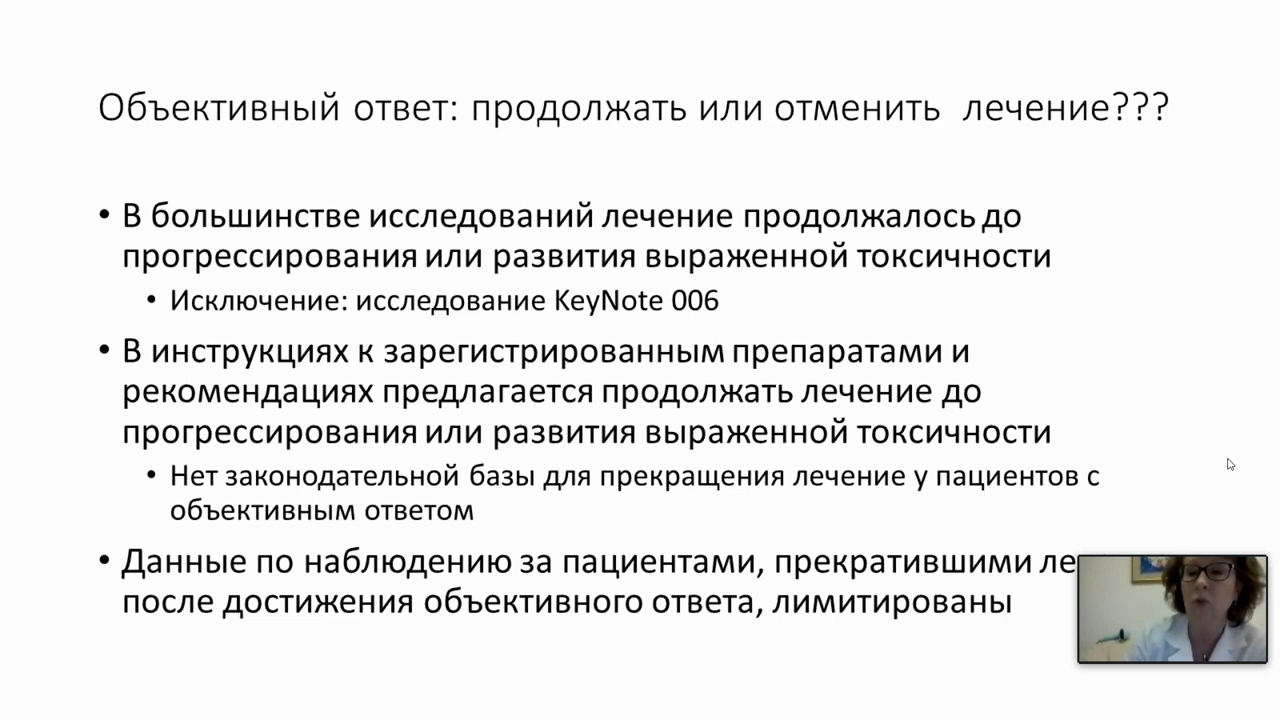 Объективный ответ: продолжать или отменить лечение???
• В большинстве исследований лечение продолжалось до
прогрессирования или развития выраженной токсичности
• Исключение: исследование KeyNote 006
• В инструкциях к зарегистрированным препаратами и
рекомендациях предлагается продолжать лечение до
прогрессирования или развития выраженной токсичности
• Нет законодательной базы для прекращения лечение у пациентов с
объективным ответом
• Данные по наблюдению за пациентами, прекратившими
после достижения объективного ответа, лимитированы